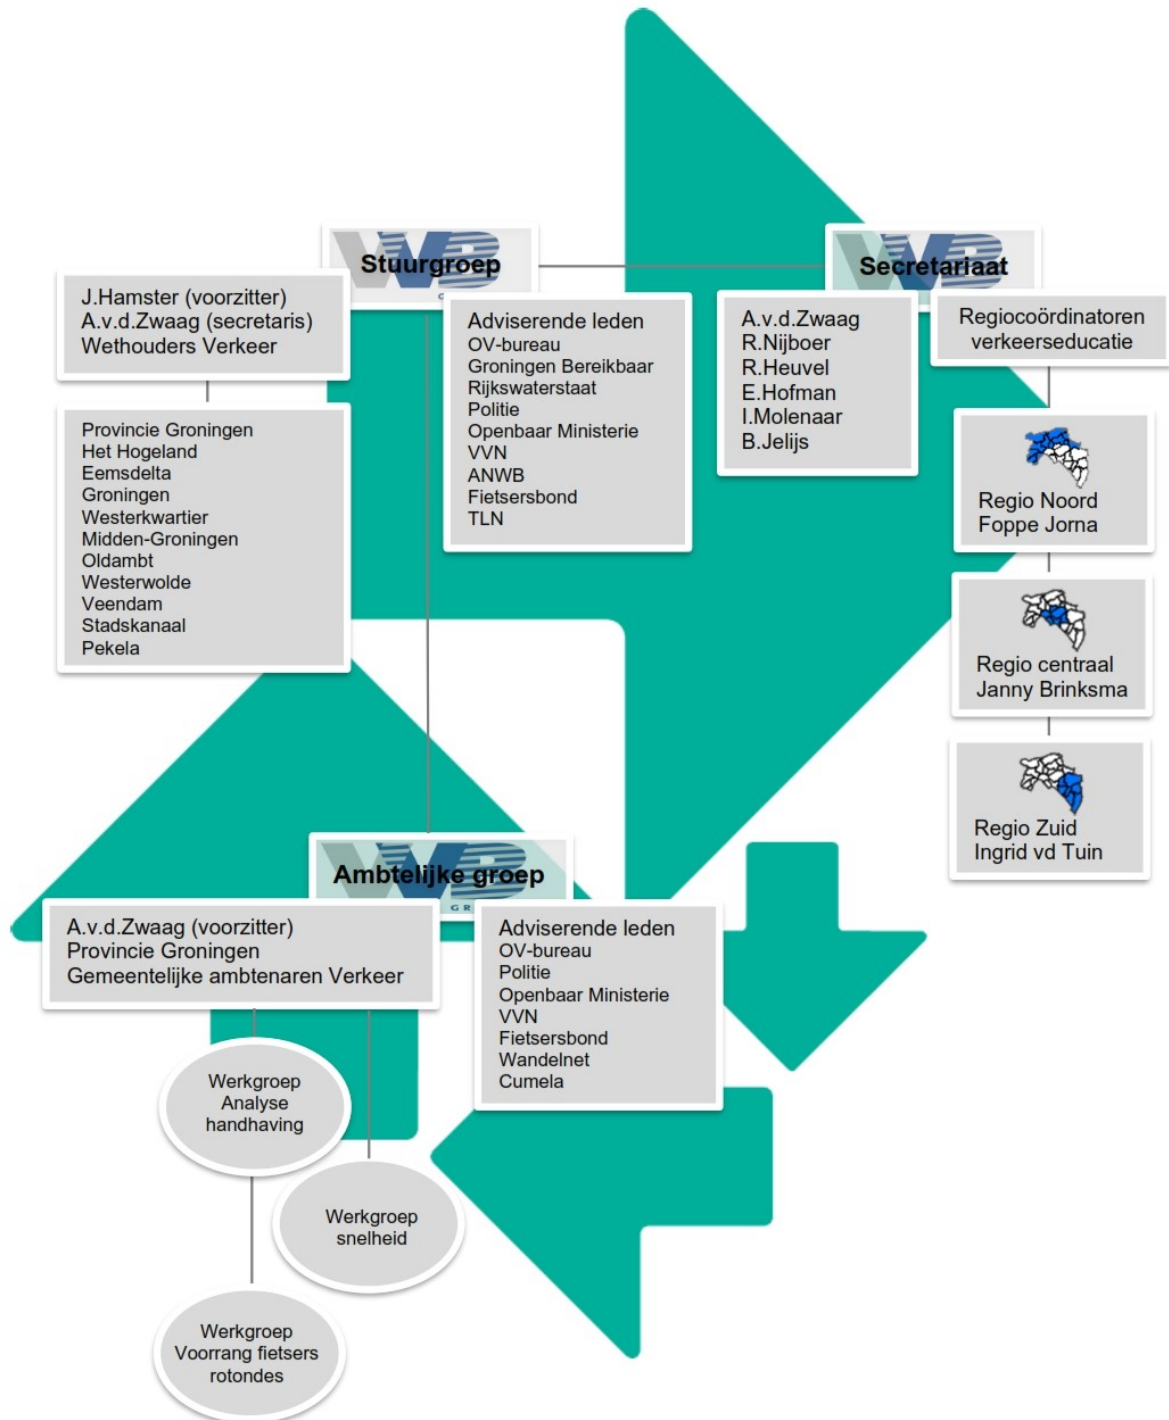 Stuurgroep
J.Hamster (voorzitter)
A.v.d.Zwaag (secretaris)
Wethouders Verkeer
Provincie Groningen
Het Hogeland
Eemsdelta
Groningen
Westerkwartier
Midden-Groningen
Oldambt
Westerwolde
Veendam
Stadskanaal
Pekela
Adviserende leden
OV-bureau
Groningen Bereikbaar
Rijkswaterstaat
Politie
Openbaar Ministerie
VVN
ANWB
Fietsersbond
TLN
Secretariaat
A.v.d.Zwaag
R.Nijboer
R.Heuvel
E.Hofman
I.Molenaar
B.Jelijs
Regiocoördinatoren
verkeerseducatie
Regio Noord
Foppe Jorna
Regio centraal
Janny Brinksma
Regio Zuid
Ingrid vd Tuin
Ambtelijke groep
A.v.d.Zwaag (voorzitter)
Provincie Groningen
Gemeentelijke ambtenaren Verkeer
Adviserende leden
OV-bureau
Politie
Openbaar Ministerie
VVN
Fietsersbond
Wandelnet
Cumela
Werkgroep
Analyse
handhaving
Werkgroep
snelheid
Werkgroep
Voorrang fietsers
rotondes